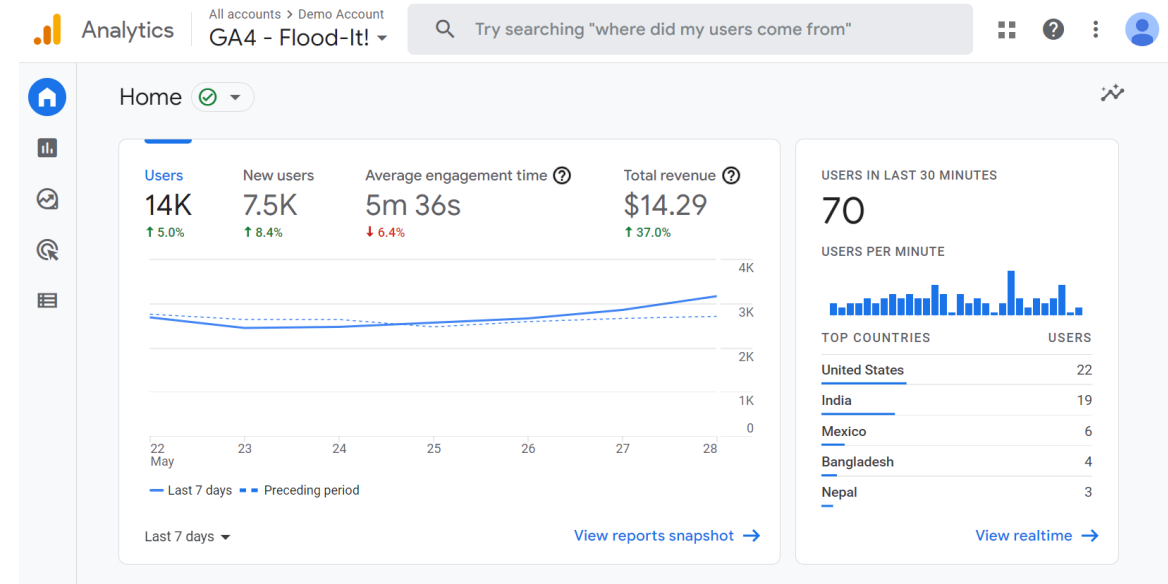 Analytics
All accounts > Demo Account
GA4 - Flood-It!
Try searching "where did my users come from"
Home
Users
14K
↑ 5.0%
New users
7.5K
↑ 8.4%
Average engagement time ?
5m 36s
↓ 6.4%
Total revenue ?
$14.29
↑ 37.0%
4K
3K
2K
1K
0
22 23 24 25 26 27 28
May
Last 7 days Preceding period
Last 7 days
View reports snapshot →
USERS IN LAST 30 MINUTES
70
USERS PER MINUTE
TOP COUNTRIES USERS
United States 22
India 19
Mexico 6
Bangladesh 4
Nepal 3
View realtime →